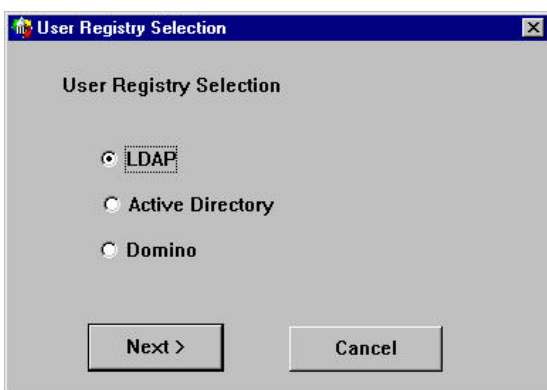 User Registry Selection
User Registry Selection
LDAP
Active Directory
Domino
Next >
Cancel